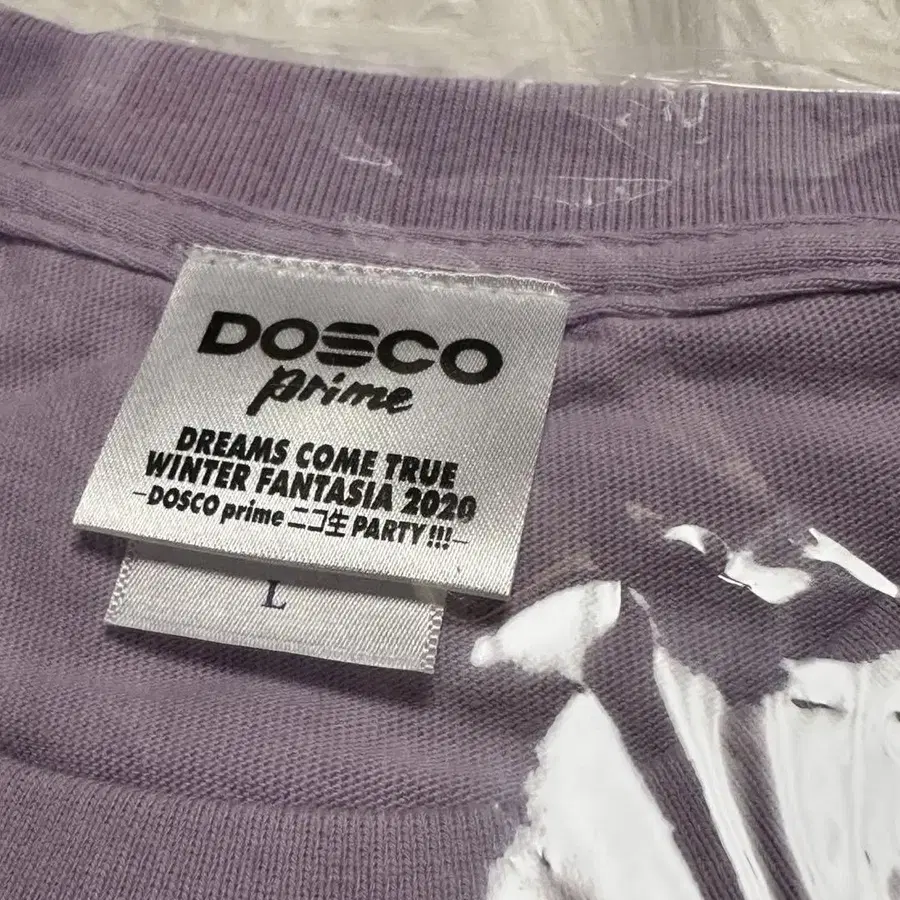 DOSCO
prime
DREAMS COME TRUE
WINTER FANTASIA 2020
-DOSCO prime ニコ生 PARTY!!!-
L